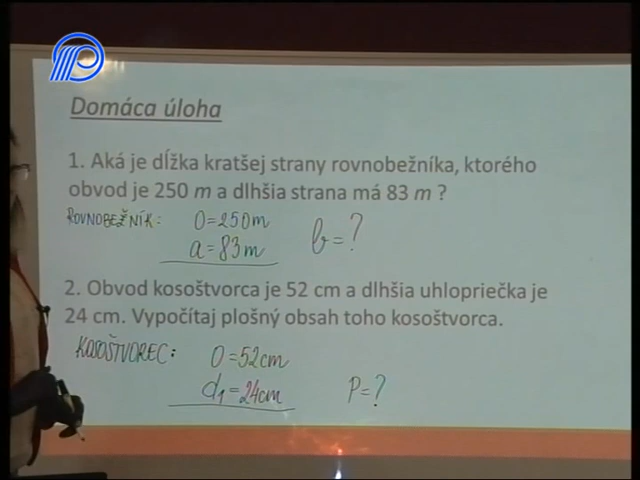 Domáca úloha
1. Aká je dĺžka kratšej strany rovnobežníka, ktorého
obvod je 250 m a dlhšia strana má 83 m ?
ROVNOBEŽNÍK: O=250m
a=83m b=?
2. Obvod kosoštvorca je 52 cm a dlhšia uhlopriečka je
24 cm. Vypočítaj plošný obsah toho kosoštvorca.
KOSOŠTVOREC: O=52cm
d₁=24cm P=?